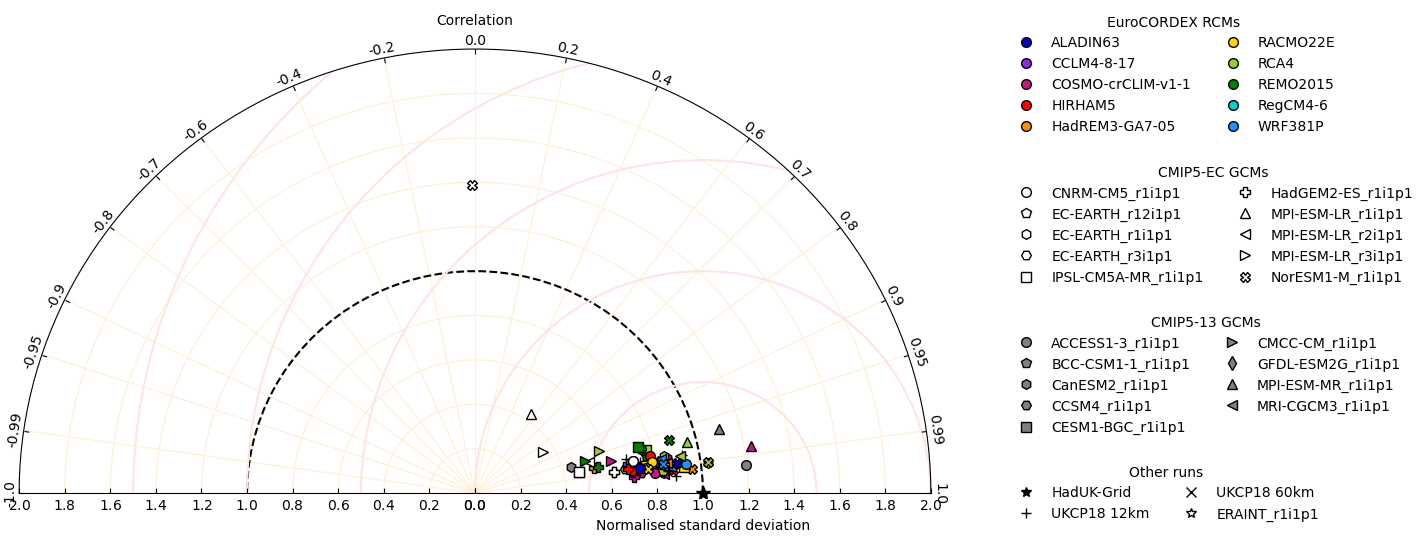 Correlation
0.0
-0.2
0.2
-0.4
0.4
-0.6
0.6
-0.7
0.7
-0.8
0.8
-0.9
0.9
-0.95
0.95
-0.99
0.99
-1.0
1.0
2.0 1.8 1.6 1.4 1.2 1.0 0.8 0.6 0.4 0.2 0.0 0.2 0.4 0.6 0.8 1.0 1.2 1.4 1.6 1.8 2.0
Normalised standard deviation
EuroCORDEX RCMs
ALADIN63 RACMO22E
CCLM4-8-17 RCA4
COSMO-crCLIM-v1-1 REMO2015
HIRHAM5 RegCM4-6
HadREM3-GA7-05 WRF381P
CMIP5-EC GCMs
CNRM-CM5_r1i1p1 HadGEM2-ES_r1i1p1
EC-EARTH_r12i1p1 MPI-ESM-LR_r1i1p1
EC-EARTH_r1i1p1 MPI-ESM-LR_r2i1p1
EC-EARTH_r3i1p1 MPI-ESM-LR_r3i1p1
IPSL-CM5A-MR_r1i1p1 NorESM1-M_r1i1p1
CMIP5-13 GCMs
ACCESS1-3_r1i1p1 CMCC-CM_r1i1p1
BCC-CSM1-1_r1i1p1 GFDL-ESM2G_r1i1p1
CanESM2_r1i1p1 MPI-ESM-MR_r1i1p1
CCSM4_r1i1p1 MRI-CGCM3_r1i1p1
CESM1-BGC_r1i1p1
Other runs
HadUK-Grid UKCP18 60km
UKCP18 12km ERAINT_r1i1p1